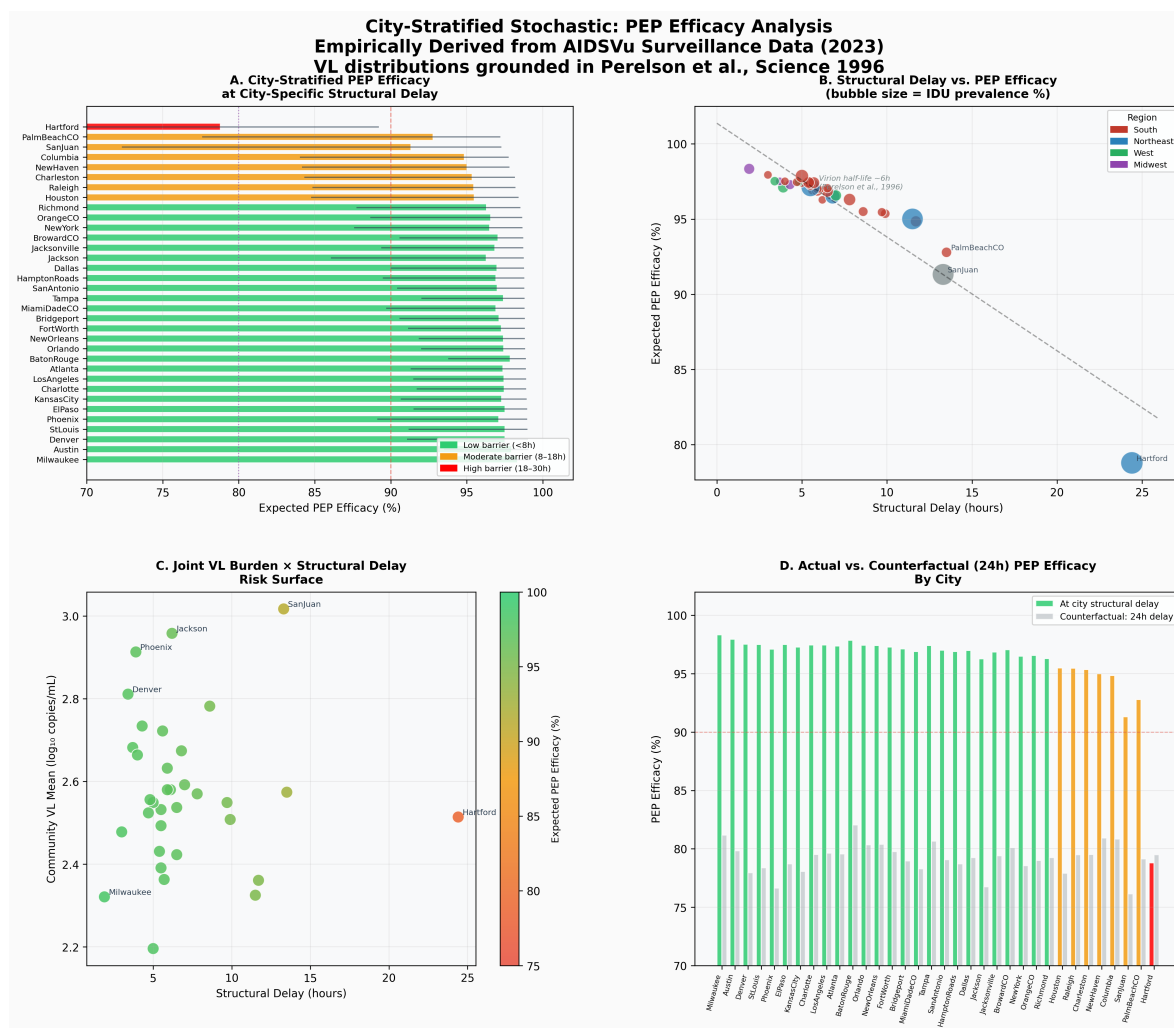 City-Stratified Stochastic: PEP Efficacy Analysis
Empirically Derived from AIDSVu Surveillance Data (2023)
VL distributions grounded in Perelson et al., Science 1996
A. City-Stratified PEP Efficacy
at City-Specific Structural Delay
Hartford
PalmBeachCO
SanJuan
Columbia
NewHaven
Charleston
Raleigh
Houston
Richmond
OrangeCO
NewYork
BrowardCO
Jacksonville
Jackson
Dallas
HamptonRoads
SanAntonio
Tampa
MiamiDadeCO
Bridgeport
FortWorth
NewOrleans
Orlando
BatonRouge
Atlanta
LosAngeles
Charlotte
KansasCity
ElPaso
Phoenix
StLouis
Denver
Austin
Milwaukee
Low barrier (<8h)
Moderate barrier (8–18h)
High barrier (18–30h)
70 75 80 85 90 95 100
Expected PEP Efficacy (%)
B. Structural Delay vs. PEP Efficacy
(bubble size = IDU prevalence %)
Region
South
Northeast
West
Midwest
Virion half-life ~6h
(Perelson et al., 1996)
PalmBeachCO
SanJuan
Hartford
100
95
90
85
80
Expected PEP Efficacy (%)
0 5 10 15 20 25
Structural Delay (hours)
C. Joint VL Burden × Structural Delay
Risk Surface
SanJuan
Jackson
Phoenix
Denver
Hartford
Milwaukee
3.0
2.8
2.6
2.4
2.2
Community VL Mean (log₁₀ copies/mL)
5 10 15 20 25
Structural Delay (hours)
100
95
90
85
80
75
Expected PEP Efficacy (%)
D. Actual vs. Counterfactual (24h) PEP Efficacy
By City
At city structural delay
Counterfactual: 24h delay
100
95
90
85
80
75
70
PEP Efficacy (%)
Milwaukee
Austin
Denver
StLouis
Phoenix
ElPaso
KansasCity
Charlotte
LosAngeles
Atlanta
BatonRouge
Orlando
NewOrleans
FortWorth
Bridgeport
MiamiDadeCO
Tampa
SanAntonio
HamptonRoads
Dallas
Jackson
Jacksonville
BrowardCO
NewYork
OrangeCO
Richmond
Houston
Raleigh
Charleston
NewHaven
Columbia
SanJuan
PalmBeachCO
Hartford